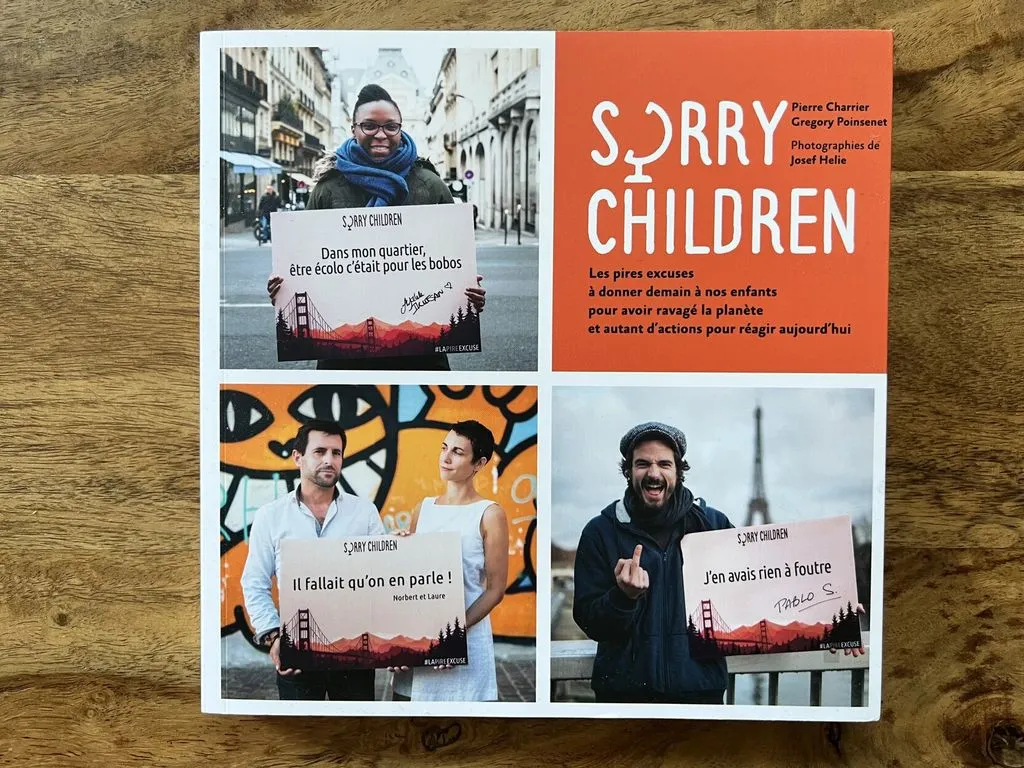 SORRY CHILDREN
Dans mon quartier,
être écolo c'était pour les bobos
#LAPIREEXCUSE
SORRY
CHILDREN
Pierre Charrier
Gregory Poinsenet
Photographies de
Josef Helie
Les pires excuses
à donner demain à nos enfants
pour avoir ravagé la planète
et autant d'actions pour réagir aujourd'hui
SORRY CHILDREN
Il fallait qu'on en parle !
Norbert et Laure
#LAPIREEXCUSE
SORRY CHILDREN
J'en avais rien à foutre
PABLO S.
#LAPIREEXCUSE